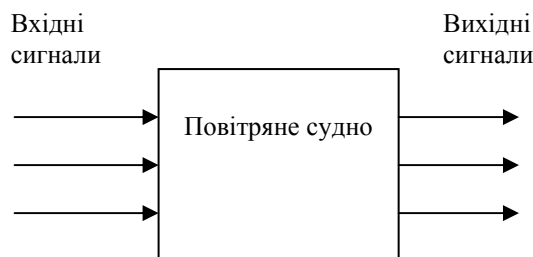 Вхідні
сигнали
Вихідні
сигнали
Повітряне судно